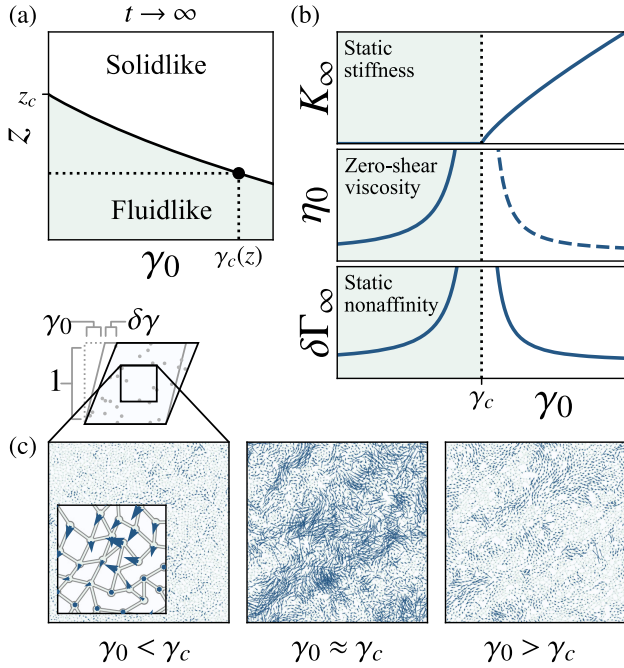 (a)
t → ∞
Solidlike
z_c
z
Fluidlike
γ_0
γ_c(z)
(b)
Static
stiffness
K_∞
Zero-shear
viscosity
η_0
Static
nonaffinity
δΓ_∞
γ_c
γ_0
γ_0
δγ
1
(c)
γ_0 < γ_c
γ_0 ≈ γ_c
γ_0 > γ_c